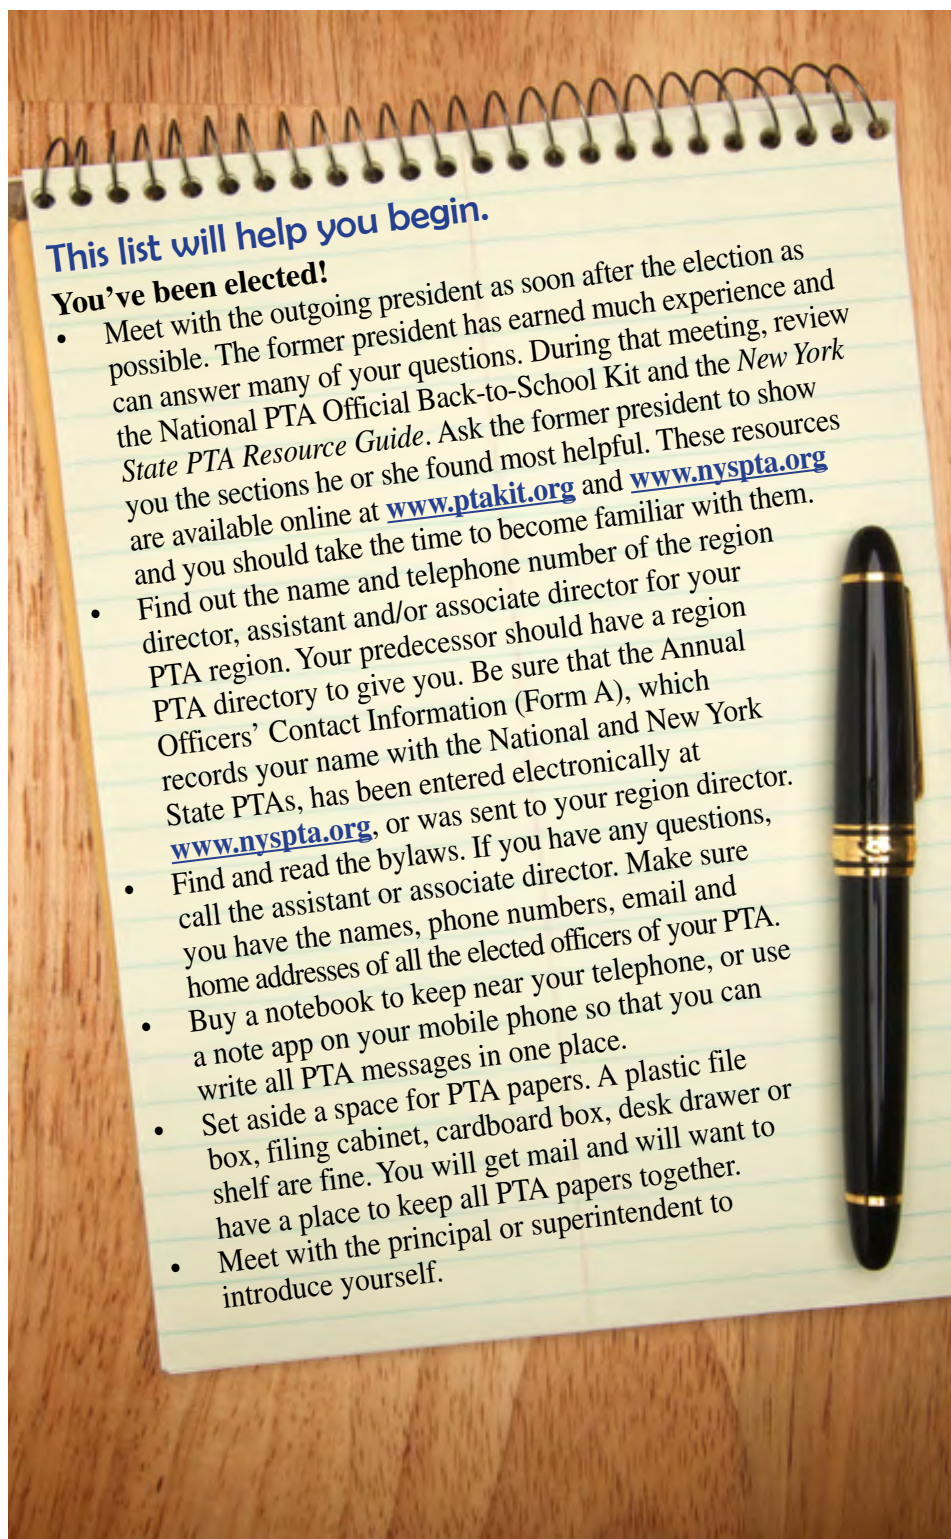 This list will help you begin.
You’ve been elected!
• Meet with the outgoing president as soon after the election as
possible. The former president has earned much experience and
can answer many of your questions. During that meeting, review
the National PTA Official Back-to-School Kit and the New York
State PTA Resource Guide. Ask the former president to show
you the sections he or she found most helpful. These resources
are available online at www.ptakit.org and www.nyspta.org
and you should take the time to become familiar with them.
• Find out the name and telephone number of the region
director, assistant and/or associate director for your
PTA region. Your predecessor should have a region
PTA directory to give you. Be sure that the Annual
Officers’ Contact Information (Form A), which
records your name with the National and New York
State PTAs, has been entered electronically at
www.nyspta.org, or was sent to your region director.
• Find and read the bylaws. If you have any questions,
call the assistant or associate director. Make sure
you have the names, phone numbers, email and
home addresses of all the elected officers of your PTA.
• Buy a notebook to keep near your telephone, or use
a note app on your mobile phone so that you can
write all PTA messages in one place.
• Set aside a space for PTA papers. A plastic file
box, filing cabinet, cardboard box, desk drawer or
shelf are fine. You will get mail and will want to
have a place to keep all PTA papers together.
• Meet with the principal or superintendent to
introduce yourself.